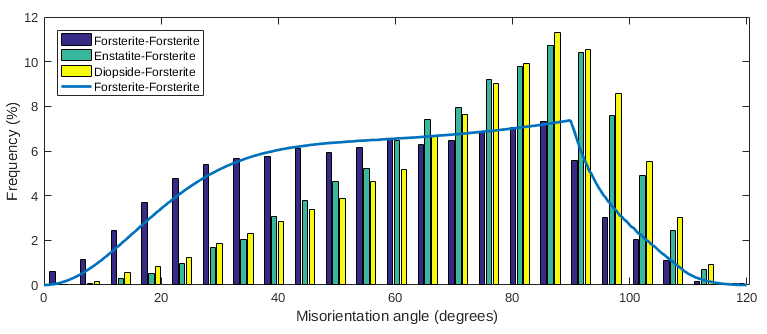 12
10
8
6
4
2
0
Frequency (%)
Forsterite-Forsterite
Enstatite-Forsterite
Diopside-Forsterite
Forsterite-Forsterite
0 20 40 60 80 100 120
Misorientation angle (degrees)